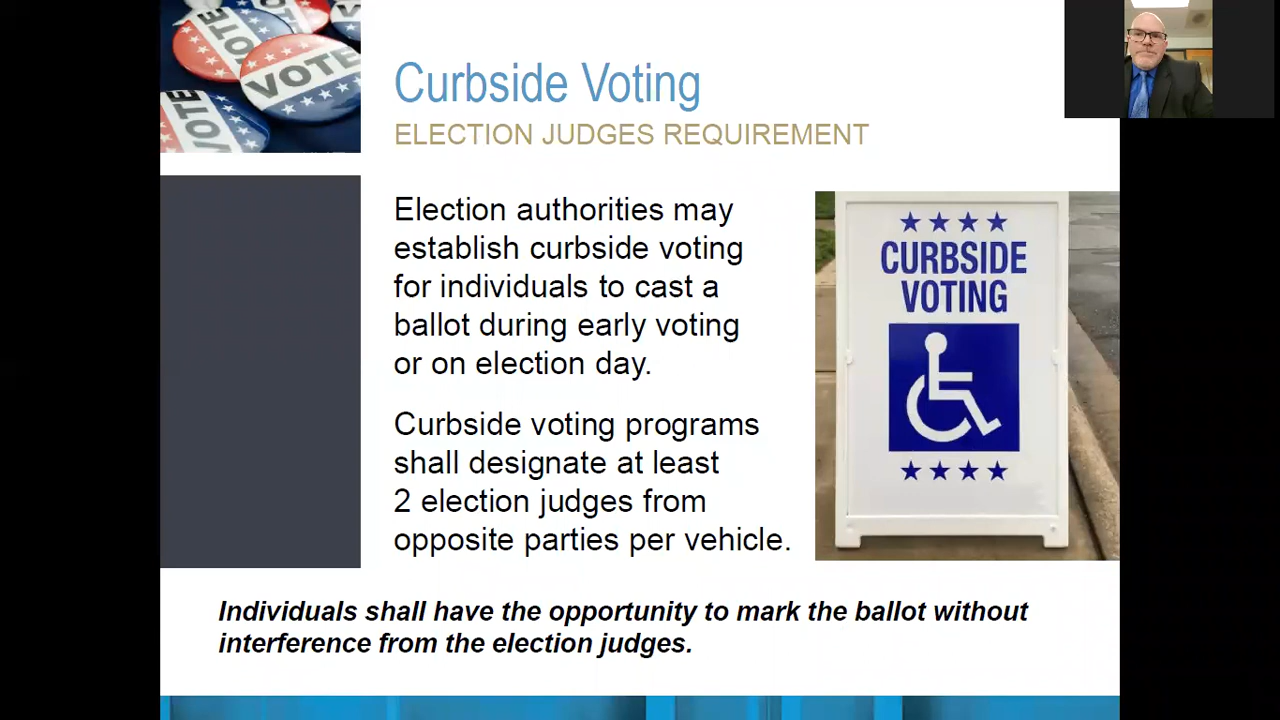 VOTE
VOTE
VOTE
Curbside Voting
ELECTION JUDGES REQUIREMENT
Election authorities may
establish curbside voting
for individuals to cast a
ballot during early voting
or on election day.
Curbside voting programs
shall designate at least
2 election judges from
opposite parties per vehicle.
CURBSIDE
VOTING
Individuals shall have the opportunity to mark the ballot without
interference from the election judges.